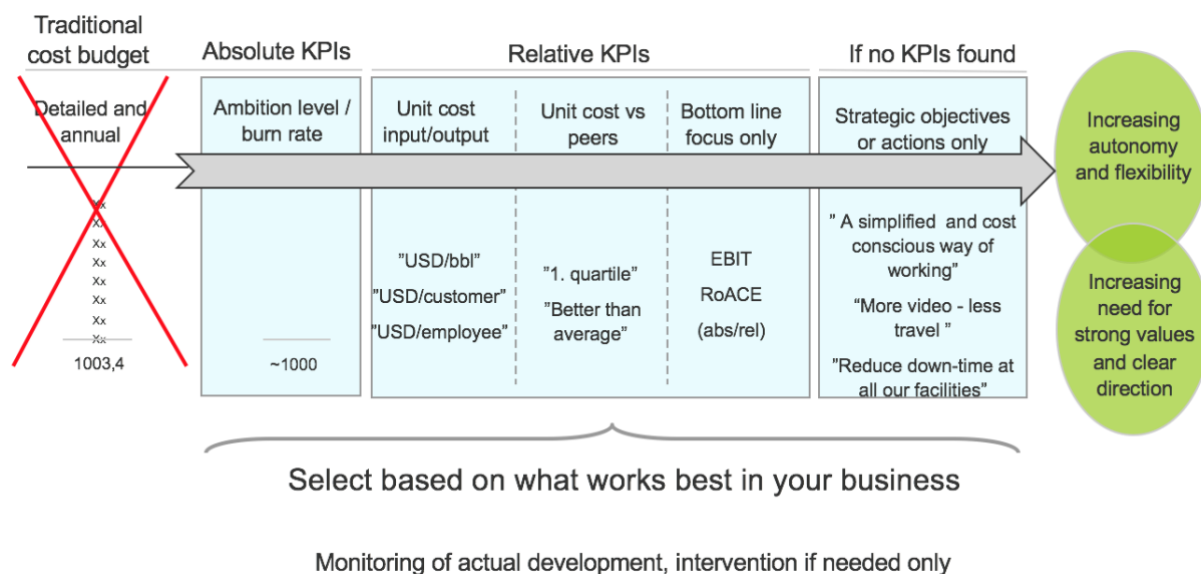 Traditional
cost budget
Absolute KPIs
Relative KPIs
If no KPIs found
Detailed and
annual
Xx
Xx
Xx
Xx
Xx
Xx
Xx
Xx
1003,4
Ambition level /
burn rate
~1000
Unit cost
input/output
"USD/bbl"
"USD/customer"
"USD/employee"
Unit cost vs
peers
"1. quartile"
"Better than
average"
Bottom line
focus only
EBIT
RoACE
(abs/rel)
Strategic objectives
or actions only
" A simplified  and cost
conscious way of
working"
"More video - less
travel "
"Reduce down-time at
all our facilities"
Increasing
autonomy
and flexibility
Increasing
need for
strong values
and clear
direction
Select based on what works best in your business
Monitoring of actual development, intervention if needed only